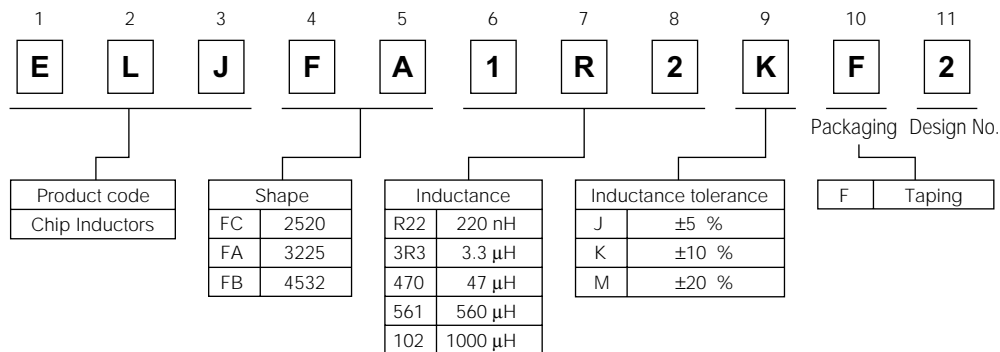 1 2 3 4 5 6 7 8 9 10 11
E L J F A 1 R 2 K F 2
Packaging Design No.
Product code
Chip Inductors
Shape
FC 2520
FA 3225
FB 4532
Inductance
R22 220 nH
3R3 3.3 µH
470 47 µH
561 560 µH
102 1000 µH
Inductance tolerance
J ±5 %
K ±10 %
M ±20 %
F Taping